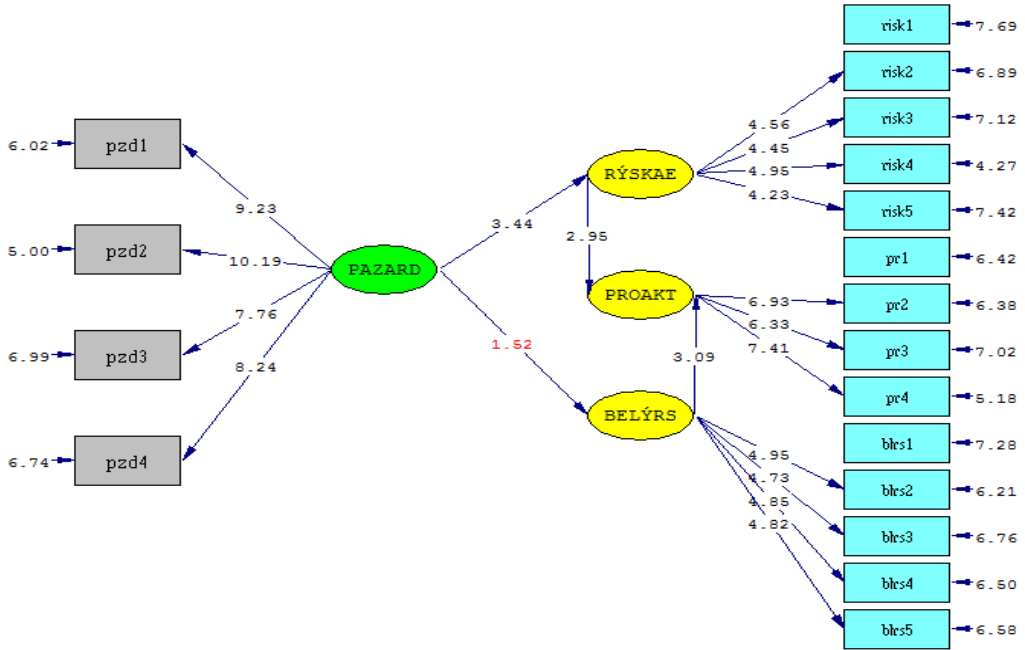 risk1 7.69
risk2 6.89
risk3 7.12
risk4 4.27
risk5 7.42
pr1 6.42
pr2 6.38
pr3 7.02
pr4 5.18
blrs1 7.28
blrs2 6.21
blrs3 6.76
blrs4 6.50
blrs5 6.58
4.56
4.45
4.95
4.23
RÝSKAE
2.95
PROAKT
6.93
6.33
7.41
3.09
BELÝRS
4.95
4.73
4.85
4.82
3.44
1.52
PAZARD
9.23
10.19
7.76
8.24
6.02 pzd1
5.00 pzd2
6.99 pzd3
6.74 pzd4